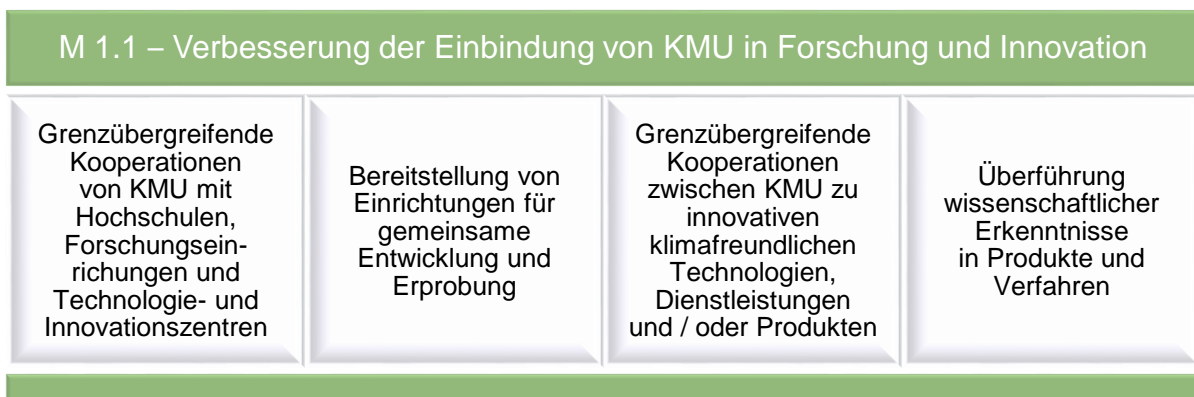 M 1.1 – Verbesserung der Einbindung von KMU in Forschung und Innovation
Grenzübergreifende
Kooperationen
von KMU mit
Hochschulen,
Forschungsein-
richungen und
Technologie- und
Innovationszentren
Bereitstellung von
Einrichtungen für
gemeinsame
Entwicklung und
Erprobung
Grenzübergreifende
Kooperationen
zwischen KMU zu
innovativen
klimafreundlichen
Technologien,
Dienstleistungen
und / oder Produkten
Überführung
wissenschaftlicher
Erkenntnisse
in Produkte und
Verfahren